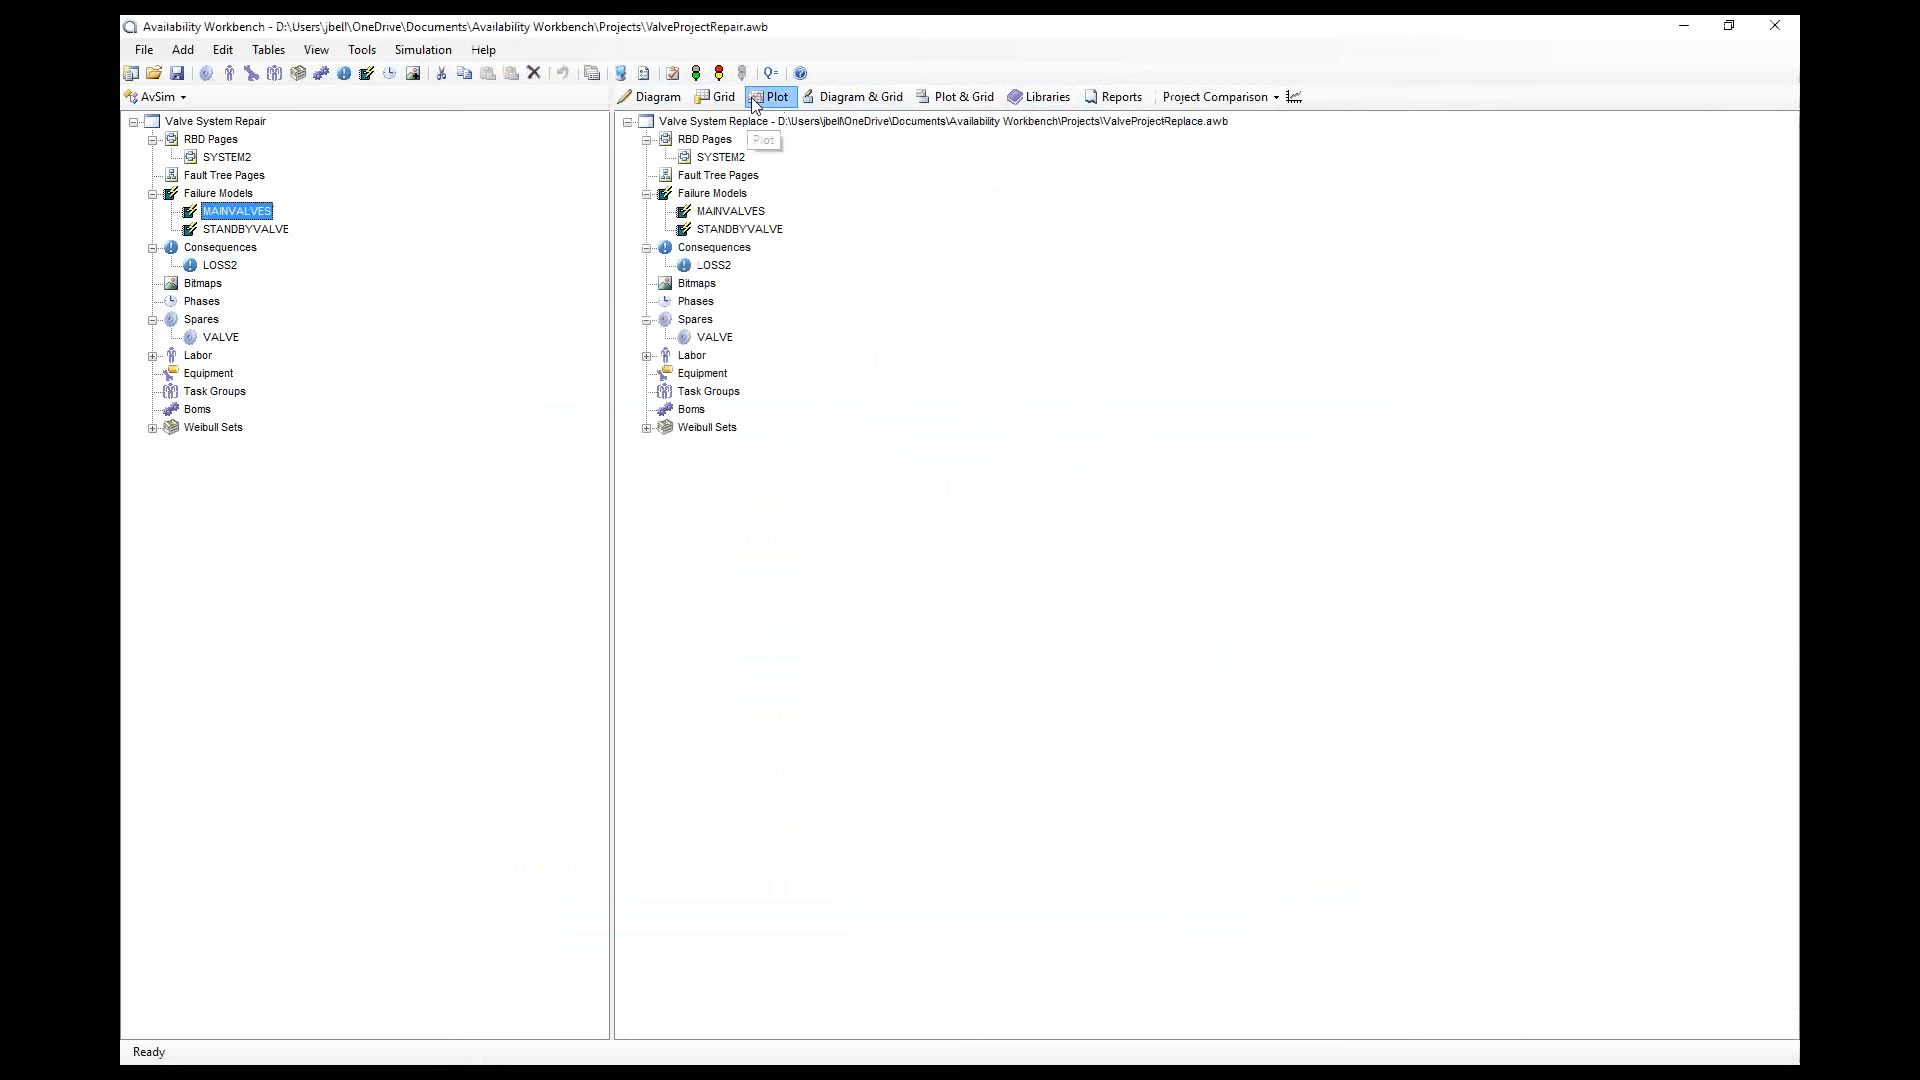 Availability Workbench - D:\Users\jbell\OneDrive\Documents\Availability Workbench\Projects\ValveProjectRepair.awb
File Add Edit Tables View Tools Simulation Help
Q=
AvSim
Diagram Grid Plot Diagram & Grid Plot & Grid Libraries Reports Project Comparison
Valve System Repair
RBD Pages
SYSTEM2
Fault Tree Pages
Failure Models
MAINVALVES
STANDBYVALVE
Consequences
LOSS2
Bitmaps
Phases
Spares
VALVE
Labor
Equipment
Task Groups
Boms
Weibull Sets
Valve System Replace - D:\Users\jbell\OneDrive\Documents\Availability Workbench\Projects\ValveProjectReplace.awb
RBD Pages
Plot
SYSTEM2
Fault Tree Pages
Failure Models
MAINVALVES
STANDBYVALVE
Consequences
LOSS2
Bitmaps
Phases
Spares
VALVE
Labor
Equipment
Task Groups
Boms
Weibull Sets
Ready